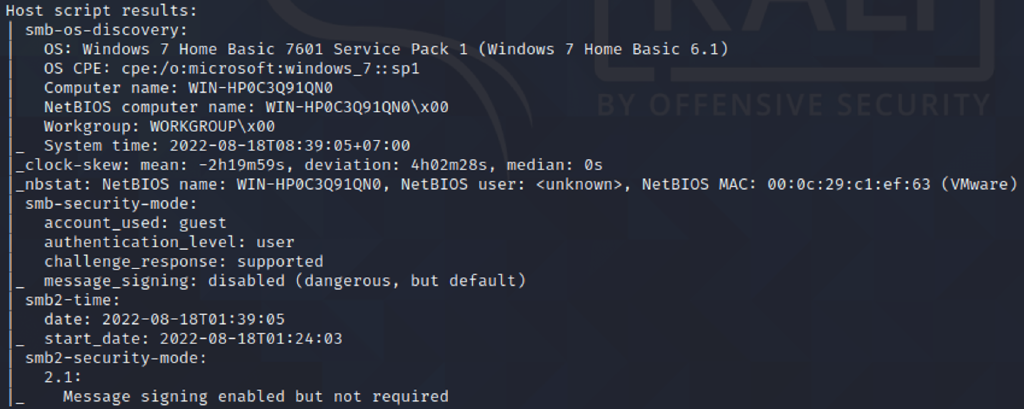 Host script results:
| smb-os-discovery:
|   OS: Windows 7 Home Basic 7601 Service Pack 1 (Windows 7 Home Basic 6.1)
|   OS CPE: cpe:/o:microsoft:windows_7::sp1
|   Computer name: WIN-HP0C3Q91QN0
|   NetBIOS computer name: WIN-HP0C3Q91QN0\x00
|   Workgroup: WORKGROUP\x00
|_  System time: 2022-08-18T08:39:05+07:00
|_clock-skew: mean: -2h19m59s, deviation: 4h02m28s, median: 0s
|_nbstat: NetBIOS name: WIN-HP0C3Q91QN0, NetBIOS user: <unknown>, NetBIOS MAC: 00:0c:29:c1:ef:63 (VMware)
| smb-security-mode:
|   account_used: guest
|   authentication_level: user
|   challenge_response: supported
|_  message_signing: disabled (dangerous, but default)
| smb2-time:
|   date: 2022-08-18T01:39:05
|_  start_date: 2022-08-18T01:24:03
| smb2-security-mode:
|   2.1:
|_    Message signing enabled but not required
KALI
BY OFFENSIVE SECURITY